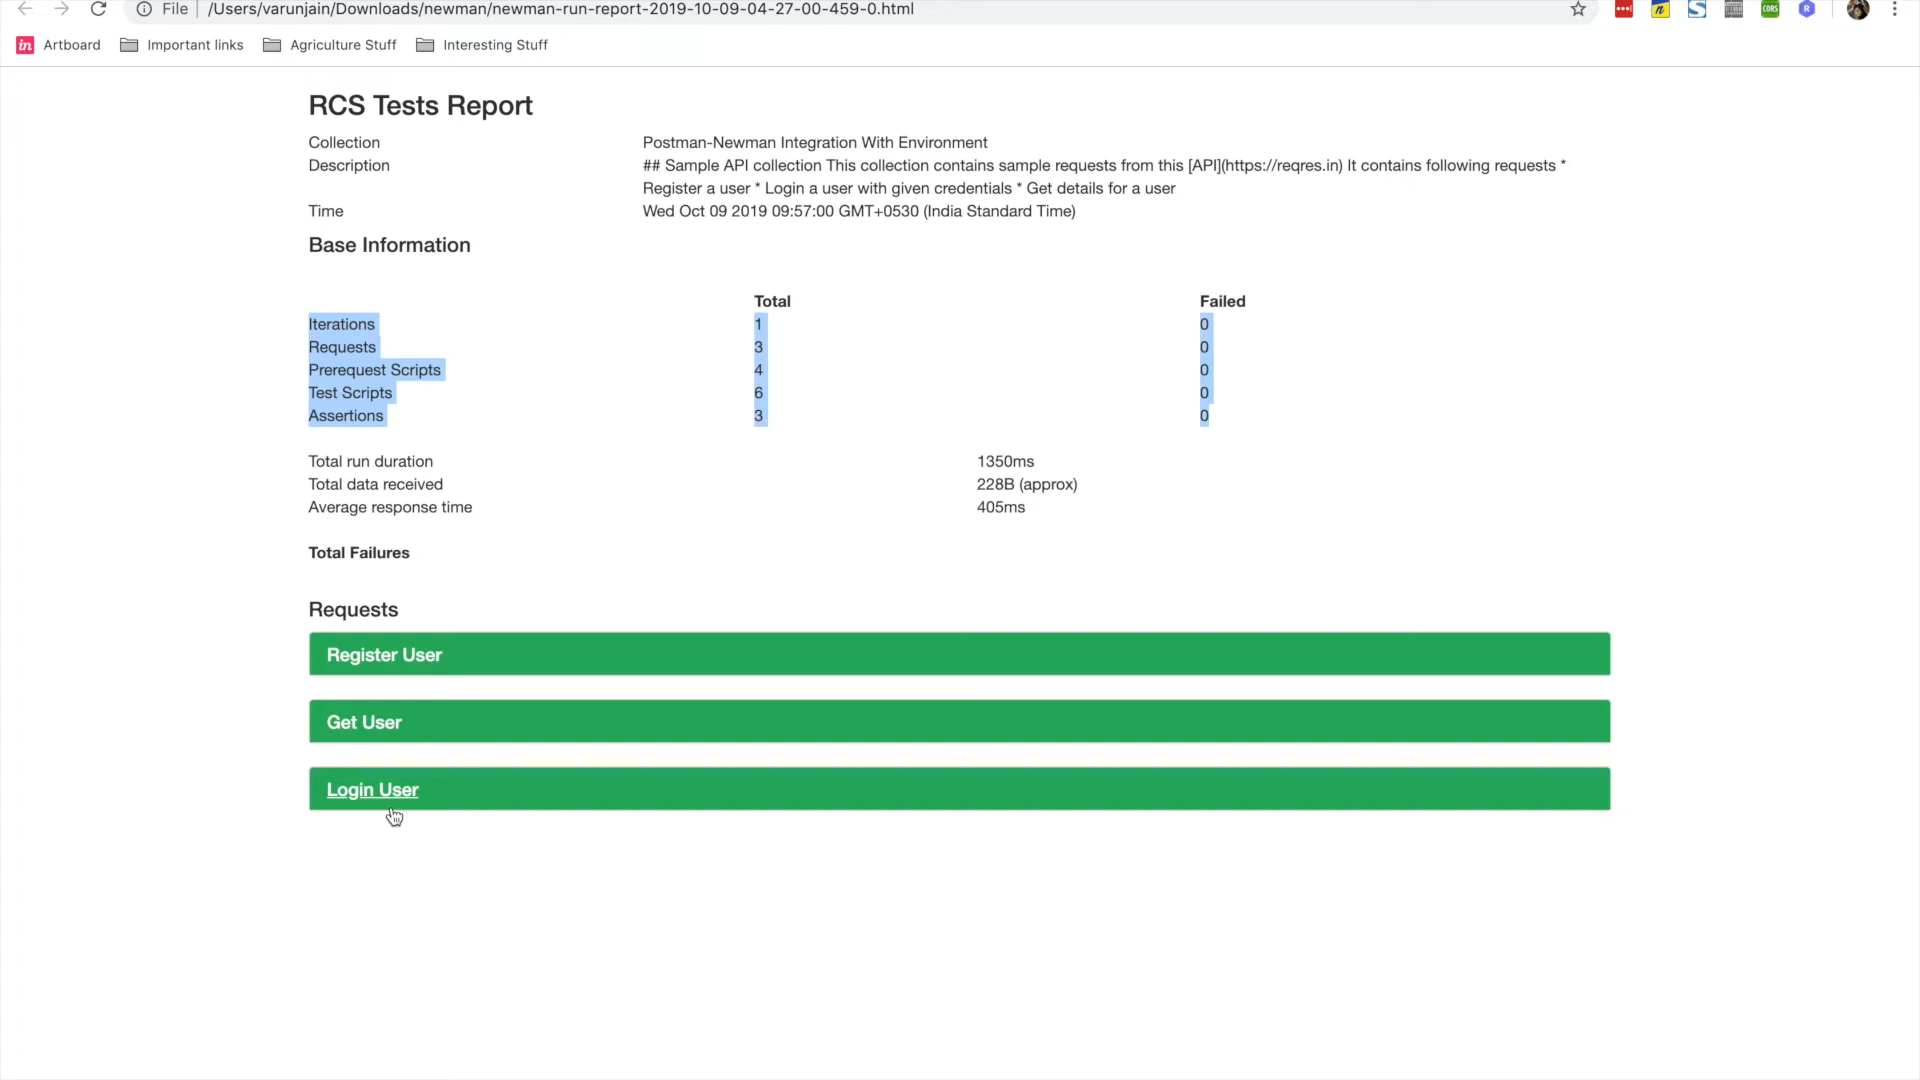 File /Users/varunjain/Downloads/newman/newman-run-report-2019-10-09-04-27-00-459-0.html
in Artboard Important links Agriculture Stuff Interesting Stuff
RCS Tests Report
Collection Postman-Newman Integration With Environment
Description ## Sample API collection This collection contains sample requests from this [API](https://reqres.in) It contains following requests *
Register a user * Login a user with given credentials * Get details for a user
Time Wed Oct 09 2019 09:57:00 GMT+0530 (India Standard Time)
Base Information
Total Failed
Iterations 1 0
Requests 3 0
Prerequest Scripts 4 0
Test Scripts 6 0
Assertions 3 0
Total run duration 1350ms
Total data received 228B (approx)
Average response time 405ms
Total Failures
Requests
Register User
Get User
Login User